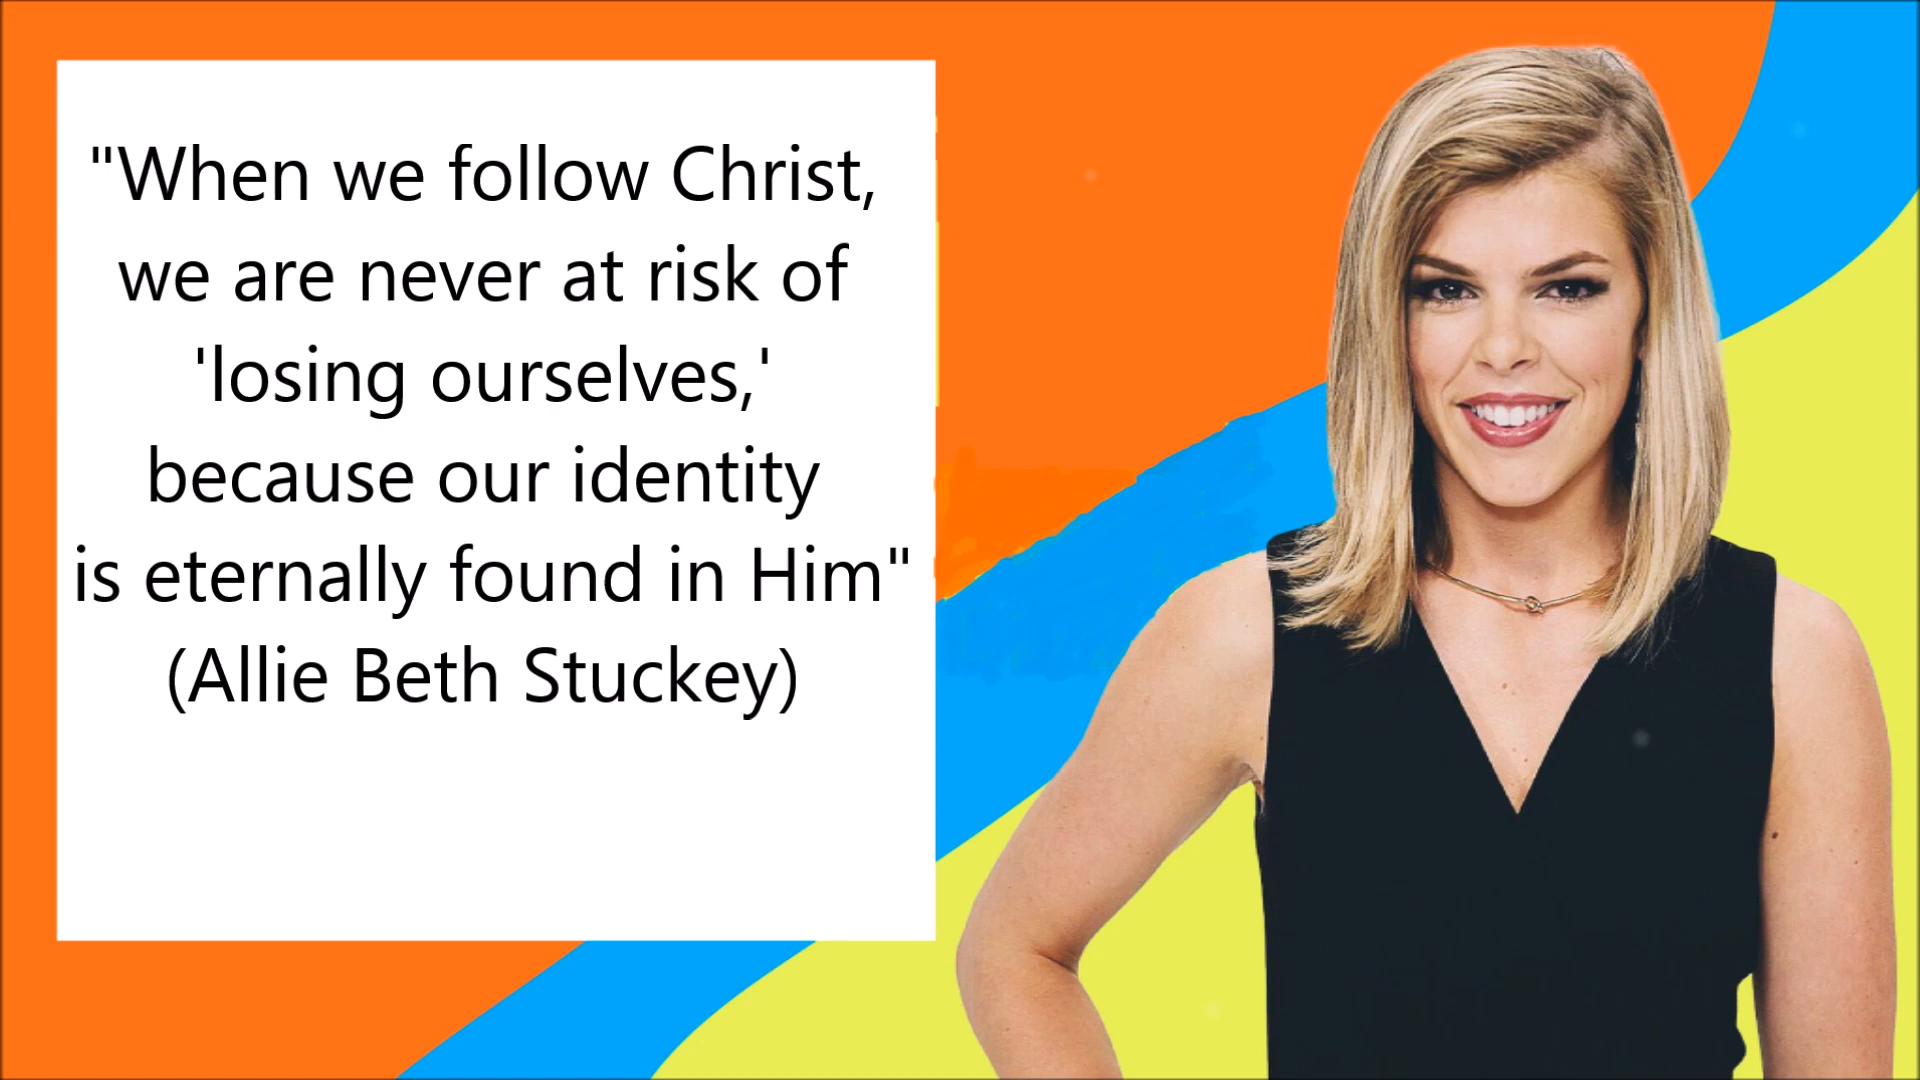 "When we follow Christ,
we are never at risk of
'losing ourselves,'
because our identity
is eternally found in Him"
(Allie Beth Stuckey)